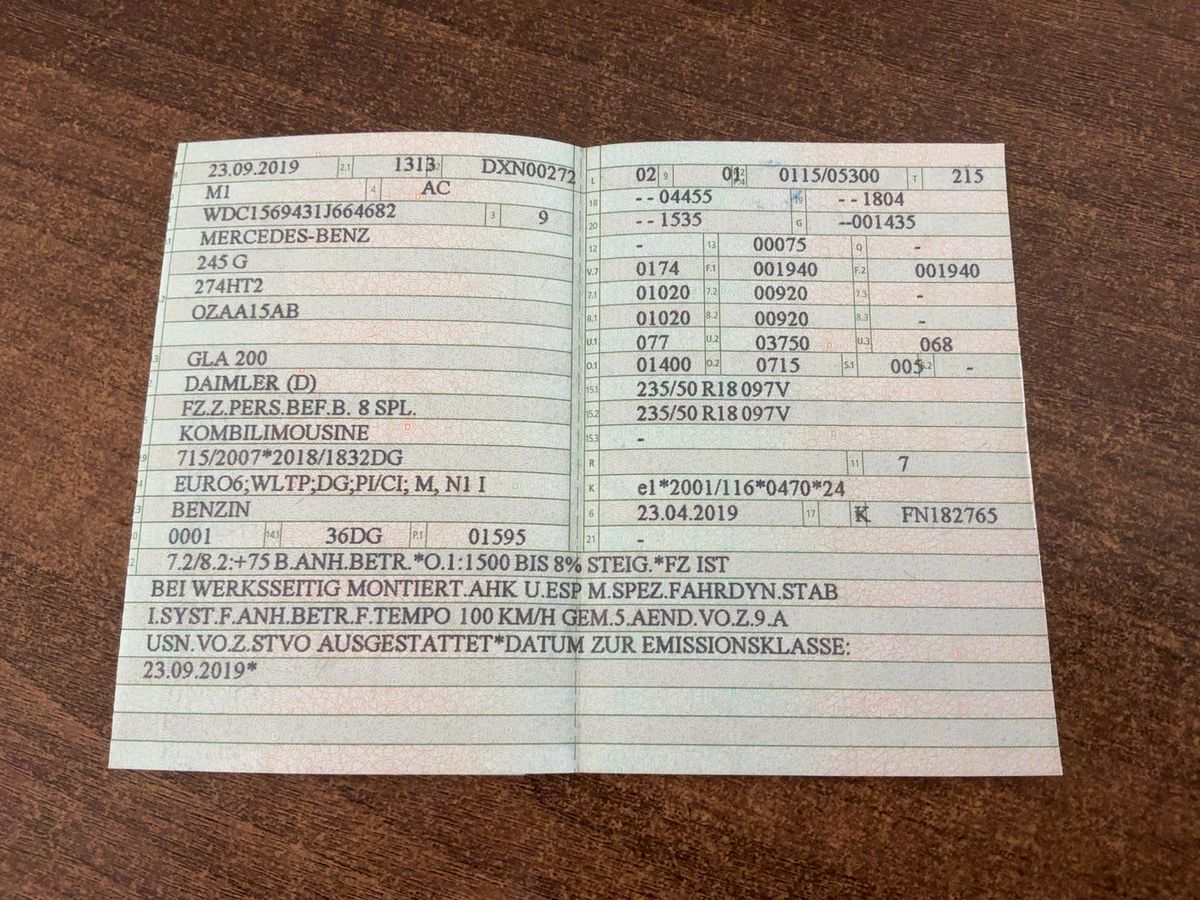 23.09.2019 2.1 1313 DXN00272
M1 4 AC
WDC1569431J664682 3 9
MERCEDES-BENZ
245 G
274HT2
OZAA15AB
GLA 200
DAIMLER (D)
FZ.Z.PERS.BEF.B. 8 SPL.
KOMBILIMOUSINE
715/2007*2018/1832DG
EURO6;WLTP;DG;PI/CI; M, N1 I
BENZIN
0001 14.1 36DG P.1 01595
L 02 9 01 0115/05300 T 215
18 --04455 19 --1804
20 --1535 G --001435
12 - 13 00075 Q -
V.7 0174 F.1 001940 F.2 001940
7.1 01020 7.2 00920 7.3 -
8.1 01020 8.2 00920 8.3 -
U.1 077 U.2 03750 U.3 068
O.1 01400 O.2 0715 S.1 005 S.2 -
15.1 235/50 R18 097V
15.2 235/50 R18 097V
15.3 -
R 11 7
K e1*2001/116*0470*24
6 23.04.2019 17 K FN182765
21 -
22 7.2/8.2:+75 B.ANH.BETR.*O.1:1500 BIS 8% STEIG.*FZ IST
BEI WERKSSEITIG MONTIERT.AHK U.ESP M.SPEZ.FAHRDYN.STAB
I.SYST.F.ANH.BETR.F.TEMPO 100 KM/H GEM.5.AEND.VO.Z.9.A
USN.VO.Z.STVO AUSGESTATTET*DATUM ZUR EMISSIONSKLASSE:
23.09.2019*